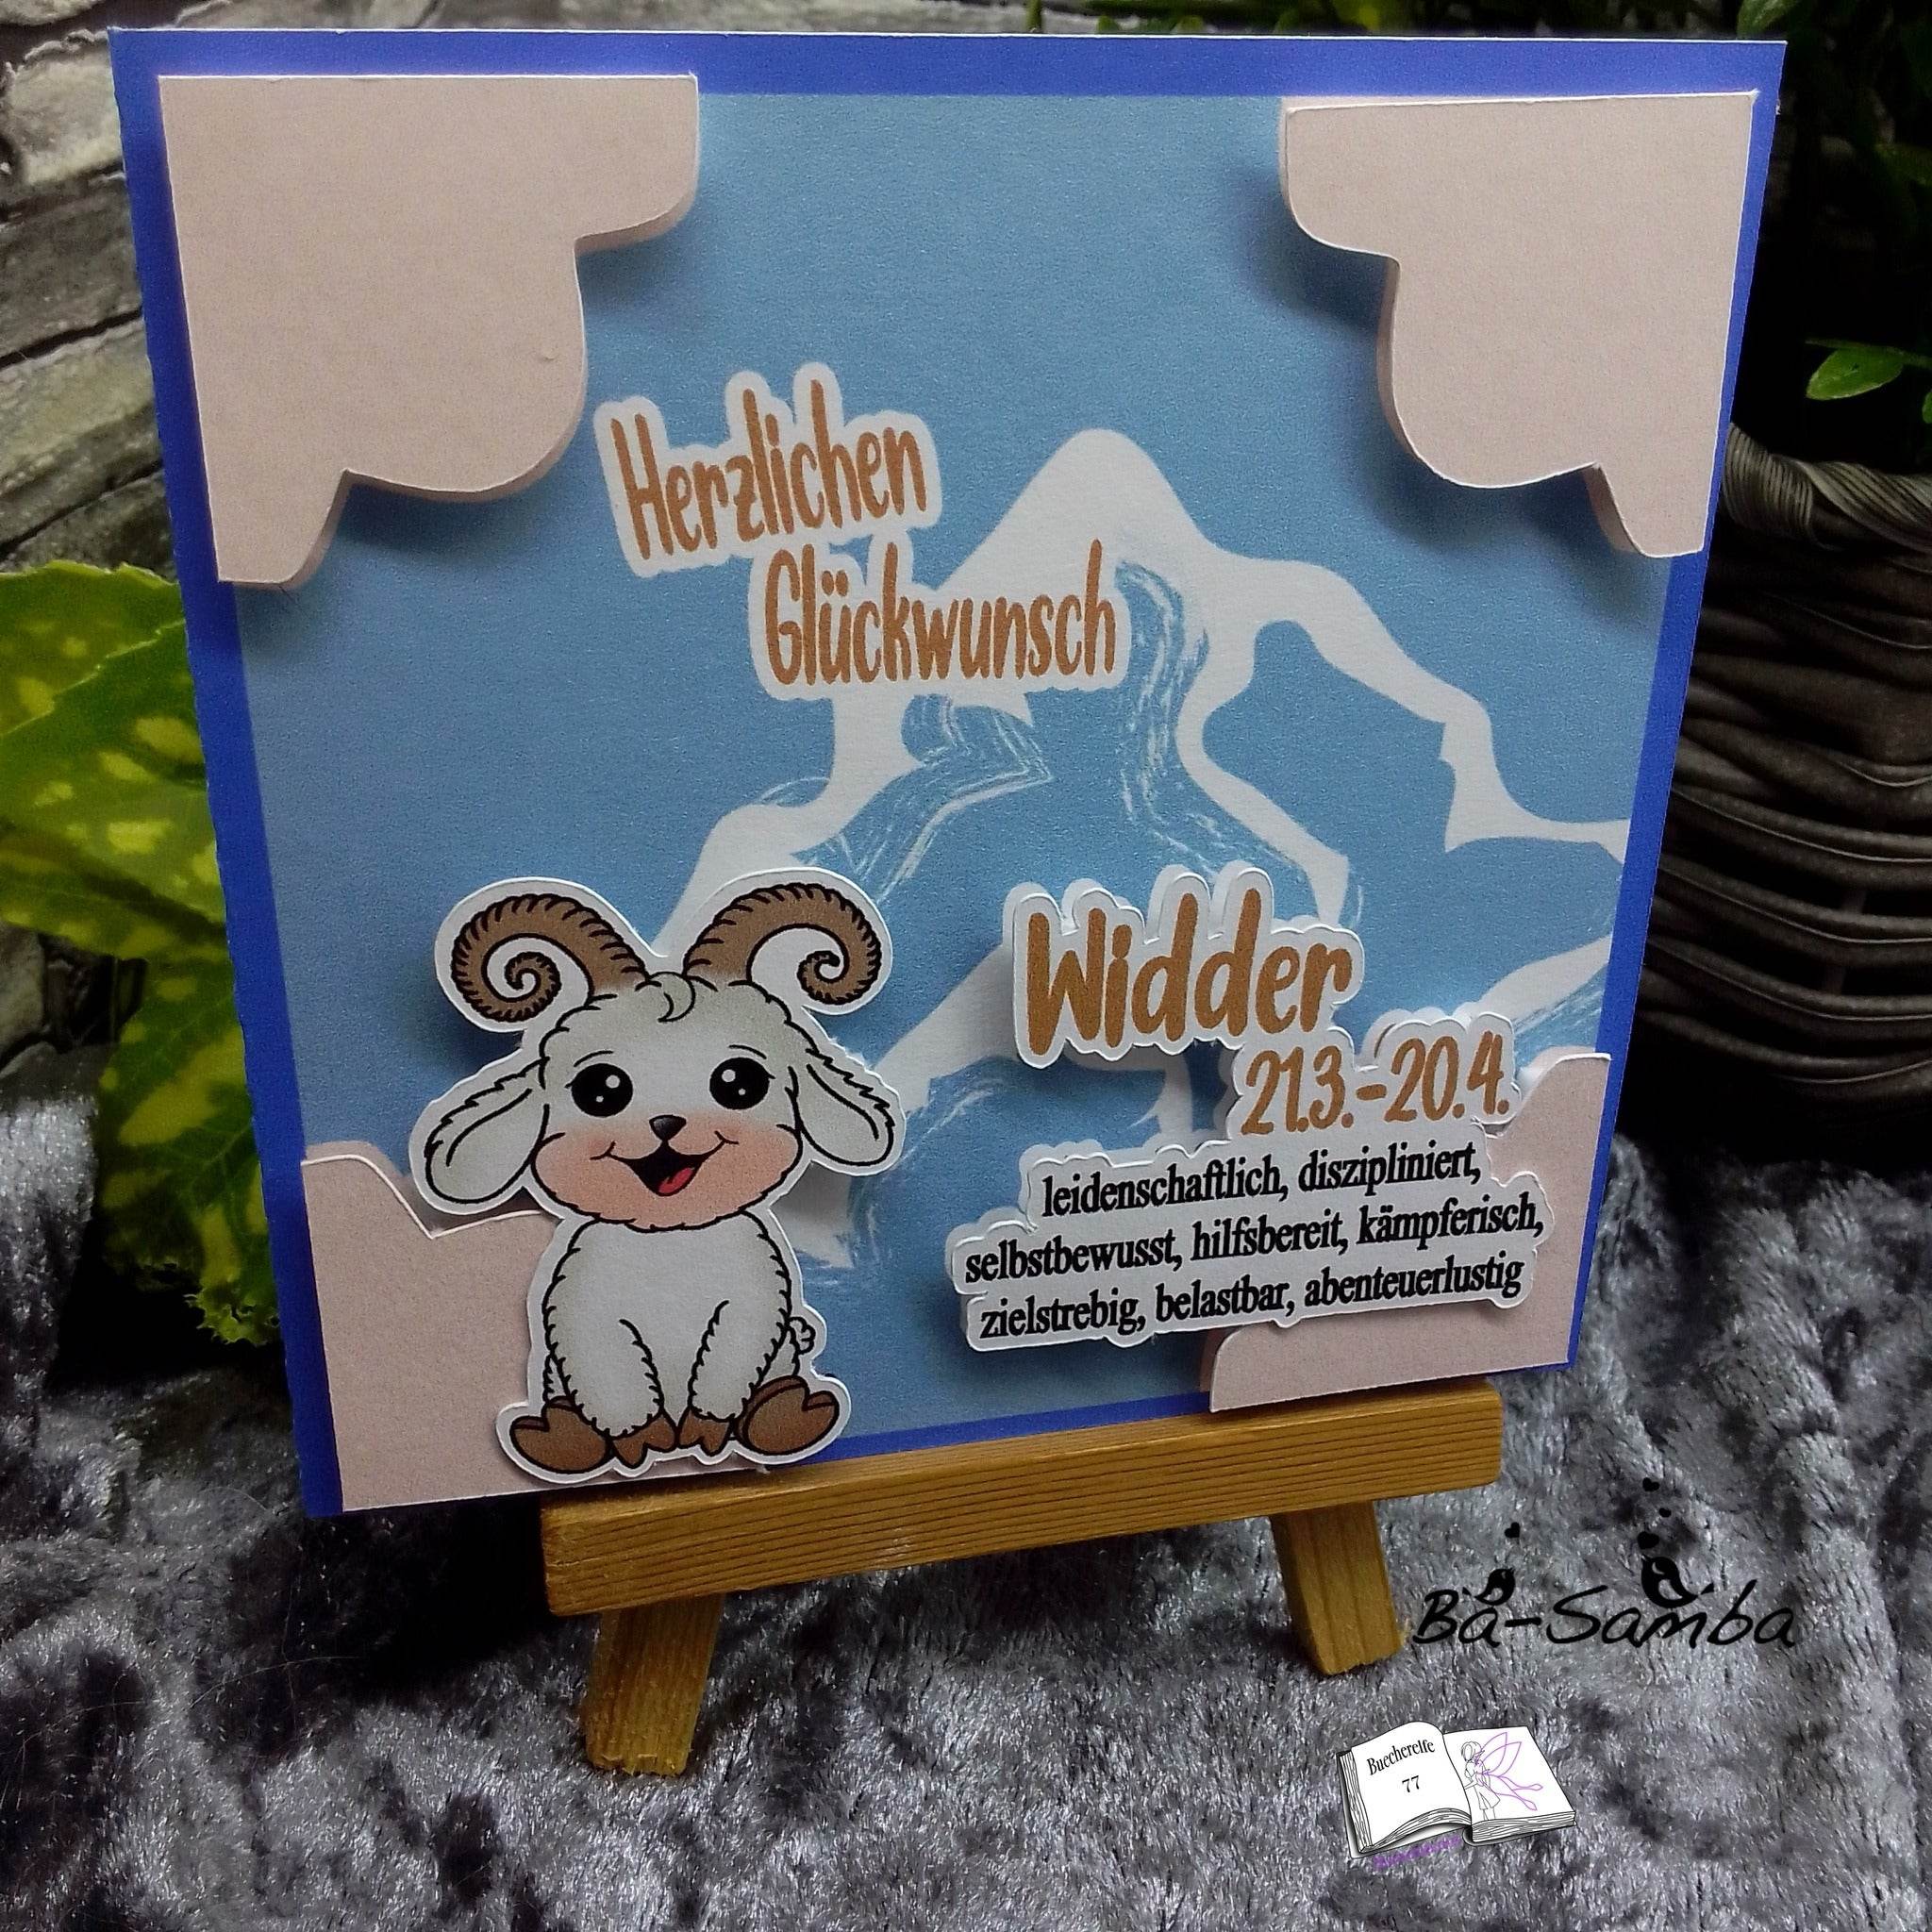 Herzlichen
Glückwunsch
Widder
21.3.-20.4.
leidenschaftlich, diszipliniert,
selbstbewusst, hilfsbereit, kämpferisch,
zielstrebig, belastbar, abenteuerlustig
Ba-Samba
Buecherelfe
77